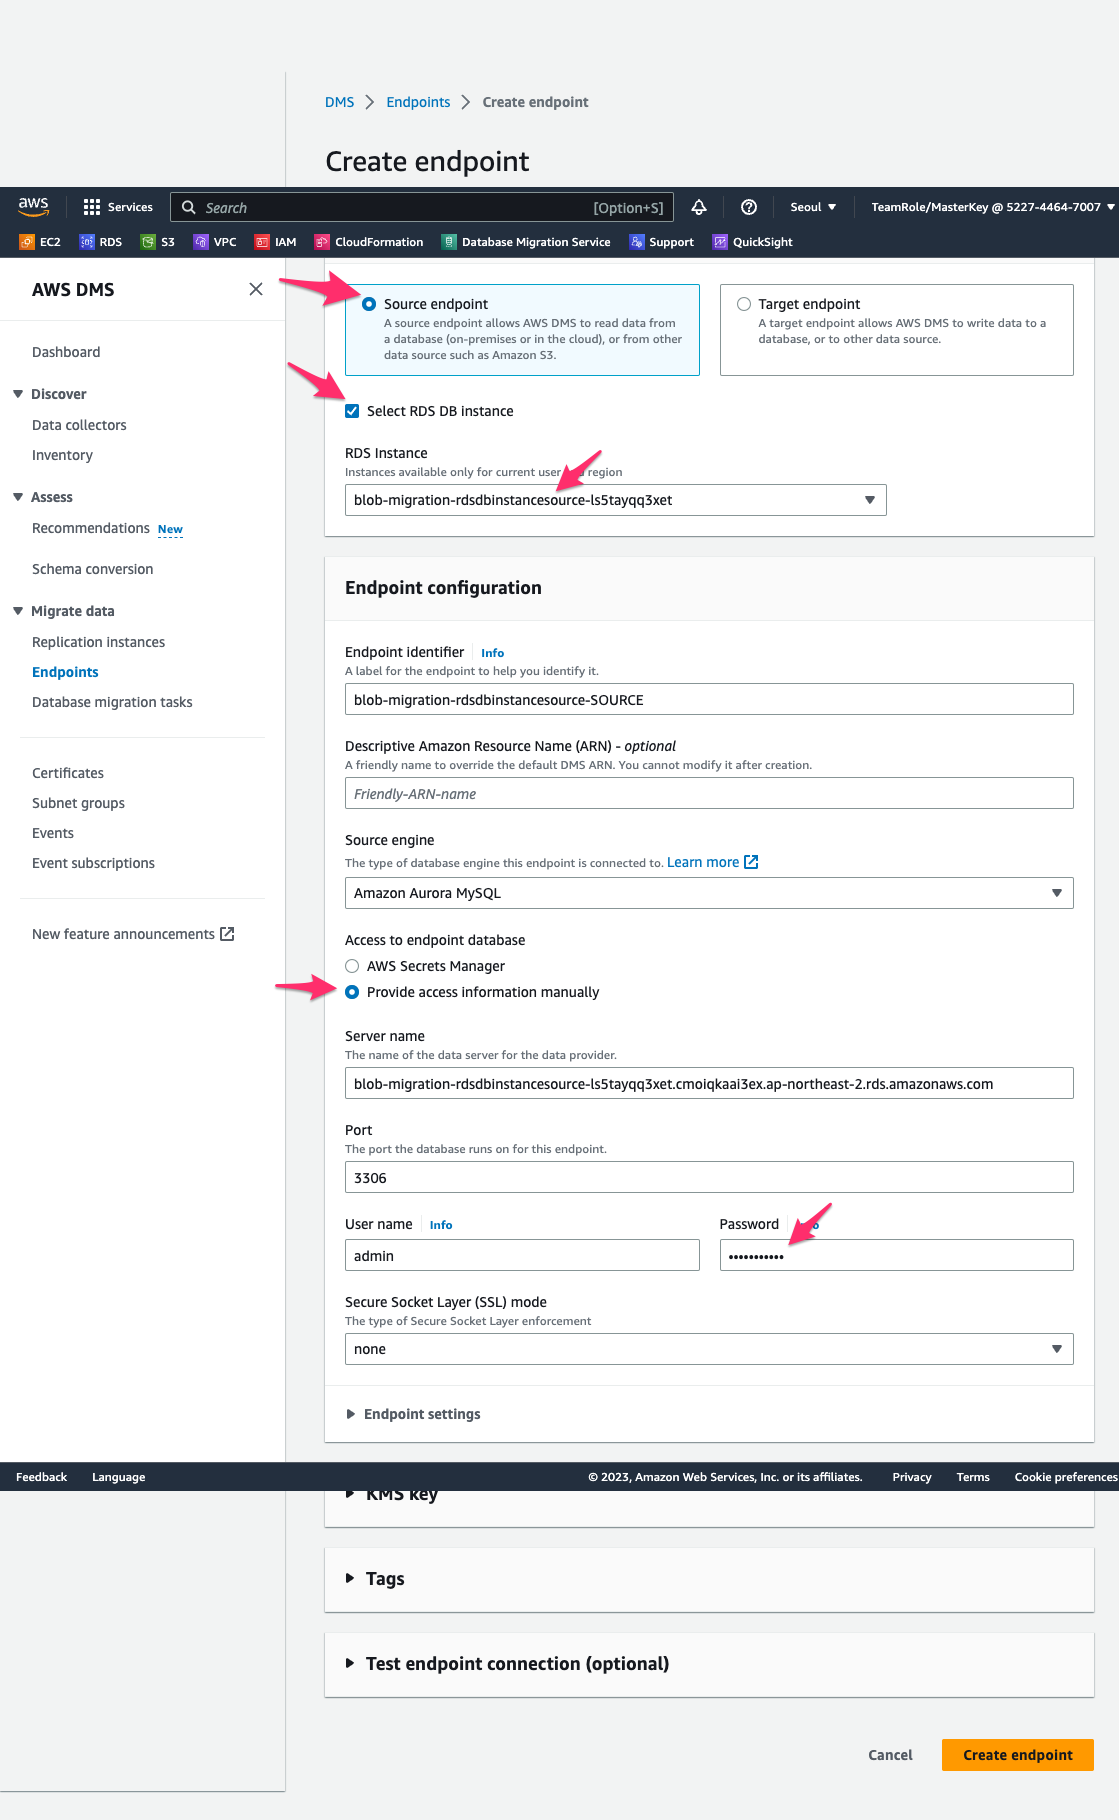 DMS > Endpoints > Create endpoint
Create endpoint
aws Services Search [Option+S] Seoul TeamRole/MasterKey @ 5227-4464-7007
EC2 RDS S3 VPC IAM CloudFormation Database Migration Service Support QuickSight
AWS DMS
Dashboard
Discover
Data collectors
Inventory
Assess
Recommendations New
Schema conversion
Migrate data
Replication instances
Endpoints
Database migration tasks
Certificates
Subnet groups
Events
Event subscriptions
New feature announcements
Source endpoint
A source endpoint allows AWS DMS to read data from
a database (on-premises or in the cloud), or from other
data source such as Amazon S3.
Target endpoint
A target endpoint allows AWS DMS to write data to a
database, or to other data source.
Select RDS DB instance
RDS Instance
Instances available only for current user region
blob-migration-rdsdbinstancesource-ls5tayqq3xet
Endpoint configuration
Endpoint identifier Info
A label for the endpoint to help you identify it.
blob-migration-rdsdbinstancesource-SOURCE
Descriptive Amazon Resource Name (ARN) - optional
A friendly name to override the default DMS ARN. You cannot modify it after creation.
Friendly-ARN-name
Source engine
The type of database engine this endpoint is connected to. Learn more
Amazon Aurora MySQL
Access to endpoint database
AWS Secrets Manager
Provide access information manually
Server name
The name of the data server for the data provider.
blob-migration-rdsdbinstancesource-ls5tayqq3xet.cmoiqkaai3ex.ap-northeast-2.rds.amazonaws.com
Port
The port the database runs on for this endpoint.
3306
User name Info
admin
Password
•••••••••••
Secure Socket Layer (SSL) mode
The type of Secure Socket Layer enforcement
none
Endpoint settings
Feedback Language © 2023, Amazon Web Services, Inc. or its affiliates. Privacy Terms Cookie preferences
KMS key
Tags
Test endpoint connection (optional)
Cancel Create endpoint